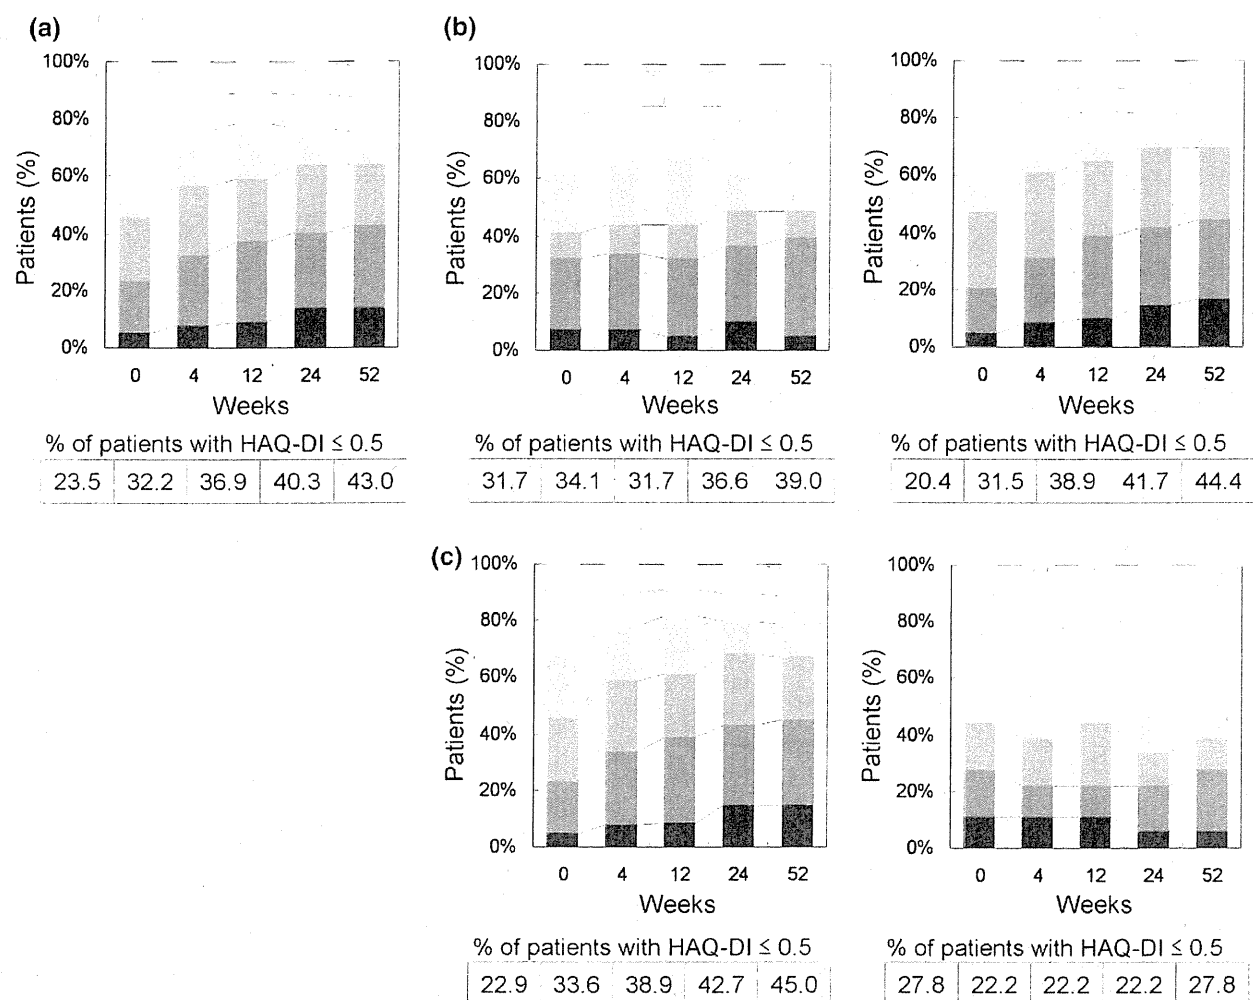 (a)
100%
80%
60%
40%
20%
0%
Patients (%)
0 4 12 24 52
Weeks
% of patients with HAQ-DI ≤ 0.5
23.5 32.2 36.9 40.3 43.0
(b)
100%
80%
60%
40%
20%
0%
Patients (%)
0 4 12 24 52
Weeks
% of patients with HAQ-DI ≤ 0.5
31.7 34.1 31.7 36.6 39.0
100%
80%
60%
40%
20%
0%
Patients (%)
0 4 12 24 52
Weeks
% of patients with HAQ-DI ≤ 0.5
20.4 31.5 38.9 41.7 44.4
(c)
100%
80%
60%
40%
20%
0%
Patients (%)
0 4 12 24 52
Weeks
% of patients with HAQ-DI ≤ 0.5
22.9 33.6 38.9 42.7 45.0
100%
80%
60%
40%
20%
0%
Patients (%)
0 4 12 24 52
Weeks
% of patients with HAQ-DI ≤ 0.5
27.8 22.2 22.2 22.2 27.8